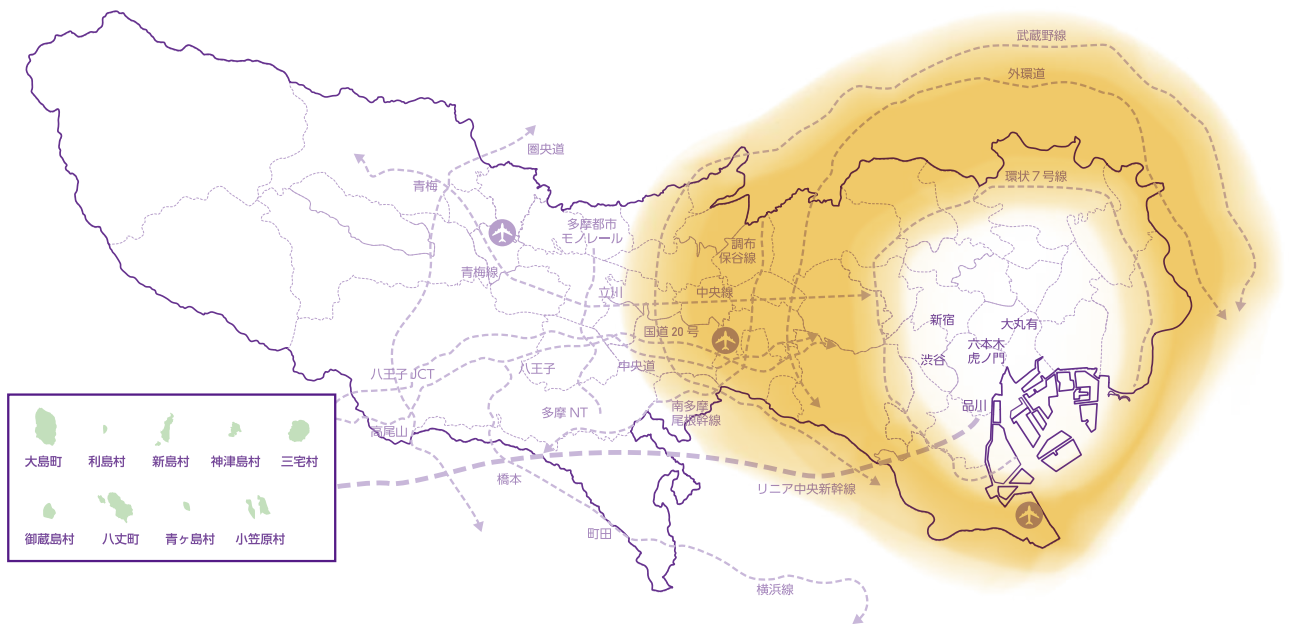 武蔵野線
外環道
圏央道
環状７号線
青梅
多摩都市
モノレール
調布
保谷線
青梅線
立川
中央線
新宿
大丸有
国道 20 号
六本木
虎ノ門
渋谷
八王子 JCT
八王子
中央道
品川
多摩 NT
南多摩
尾根幹線
高尾山
橋本
リニア中央新幹線
町田
横浜線
大島町
利島村
新島村
神津島村
三宅村
御蔵島村
八丈町
青ヶ島村
小笠原村